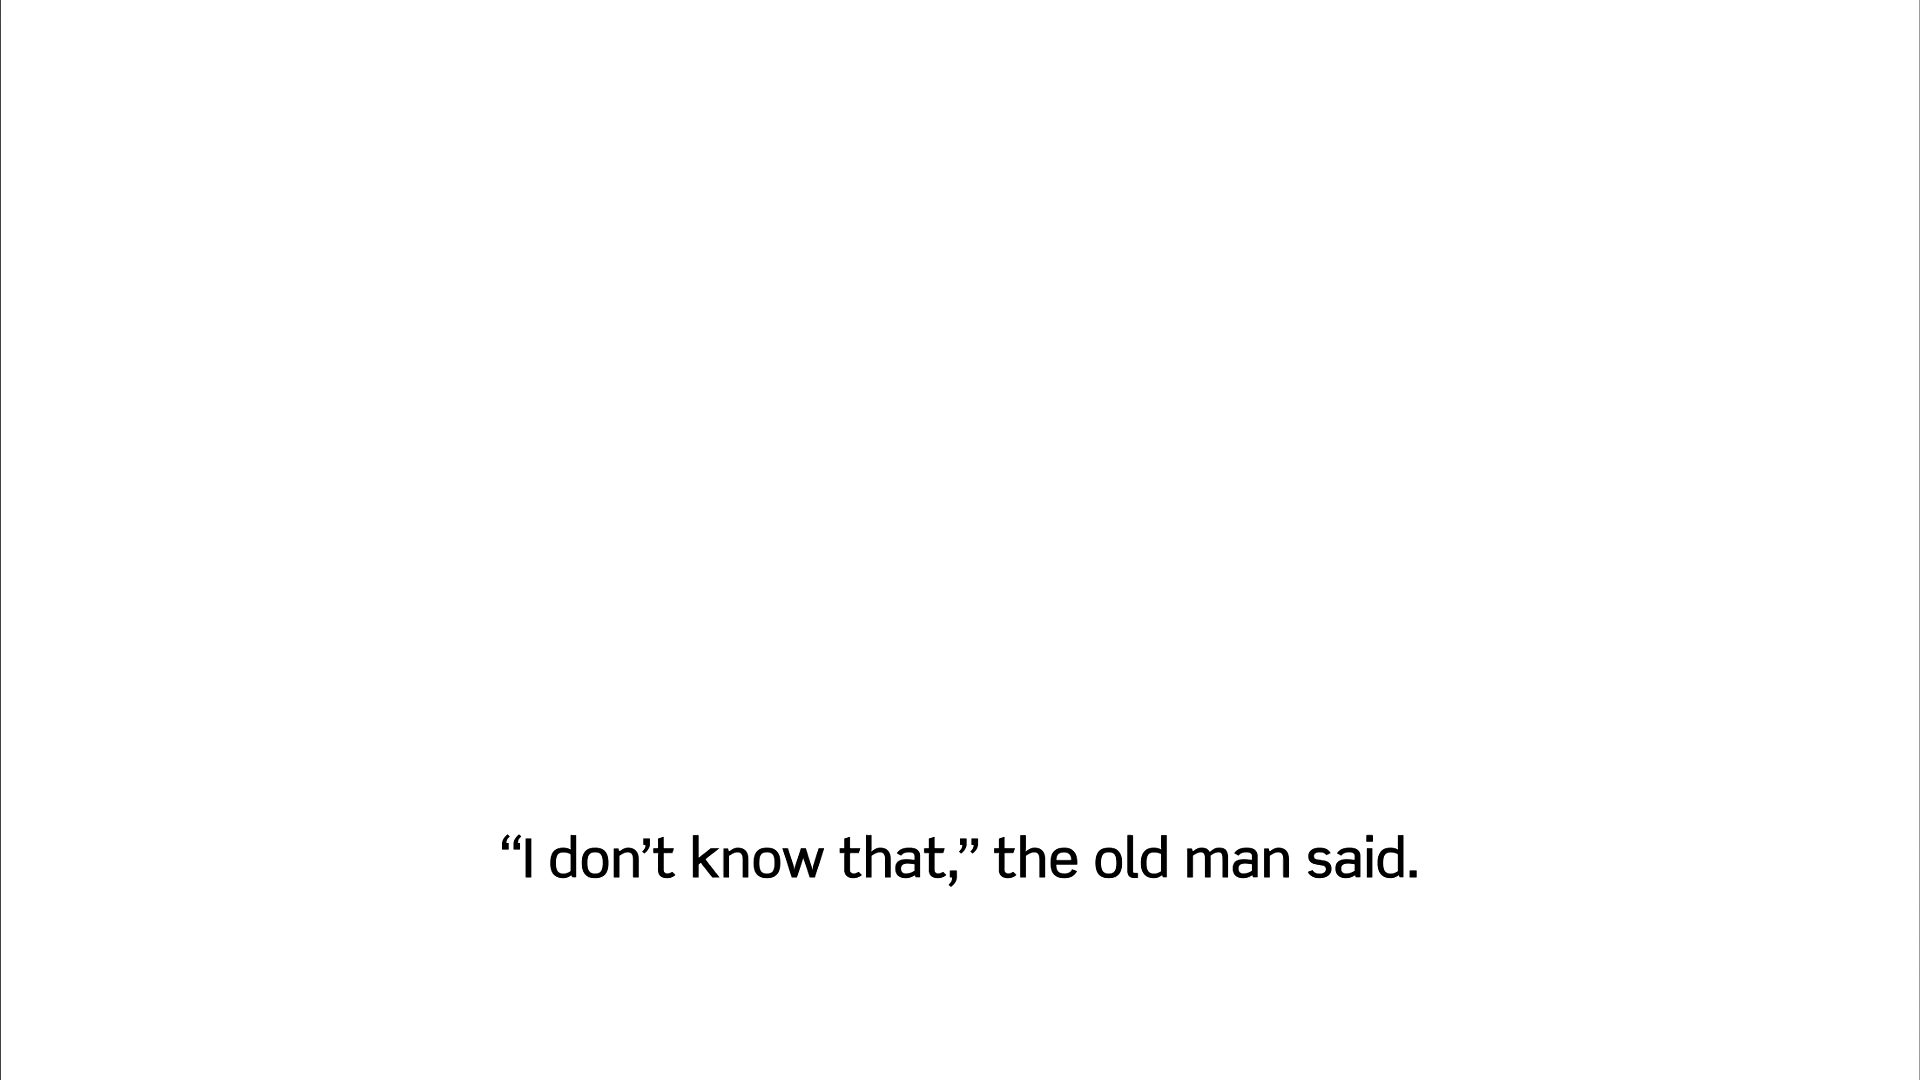 “I don’t know that,” the old man said.